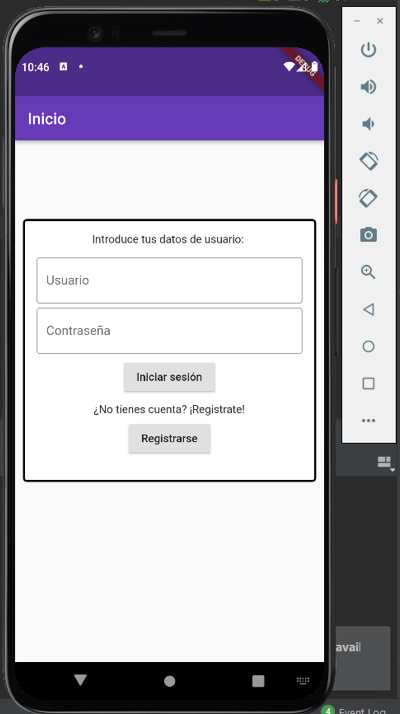 10:46
DEBUG
Inicio
Introduce tus datos de usuario:
Usuario
Contraseña
Iniciar sesión
¿No tienes cuenta? ¡Registrate!
Registrarse
4 Event Log